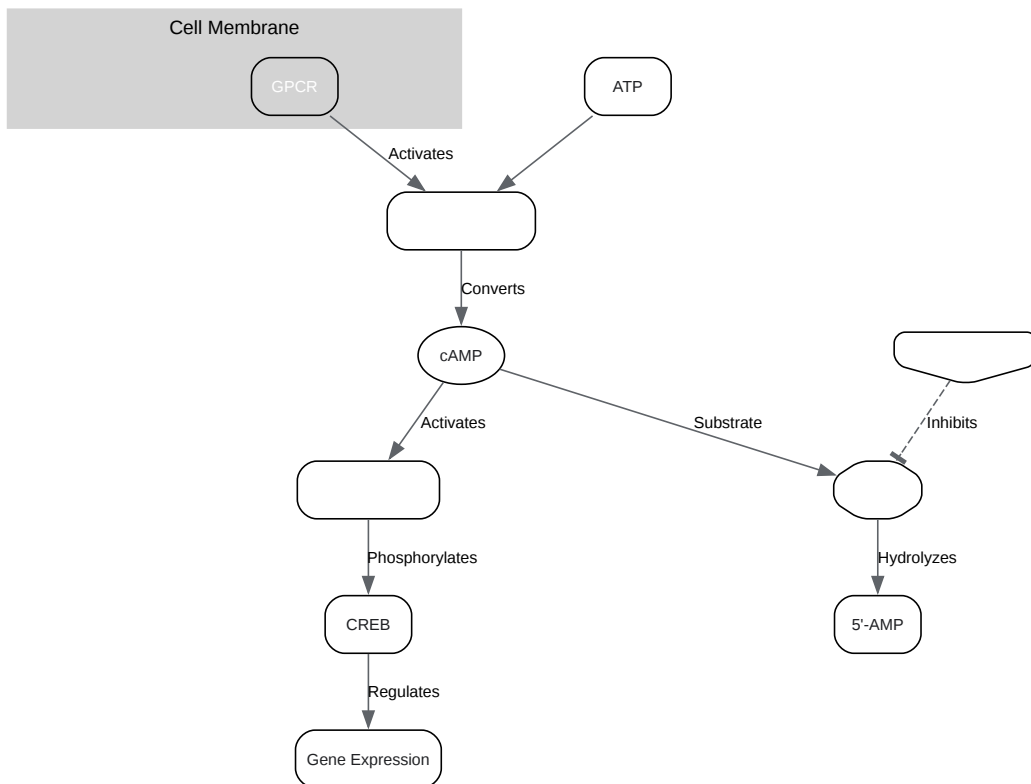 Cell Membrane
GPCR
ATP
Activates
Converts
cAMP
Activates
Substrate
Inhibits
Phosphorylates
Hydrolyzes
CREB
5'-AMP
Regulates
Gene Expression